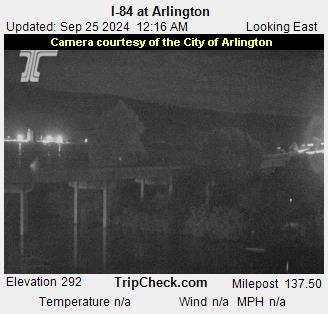 I-84 at Arlington
Updated: Sep 25 2024 12:16 AM Looking East
Camera courtesy of the City of Arlington
Elevation 292 TripCheck.com Milepost 137.50
Temperature n/a Wind n/a MPH n/a